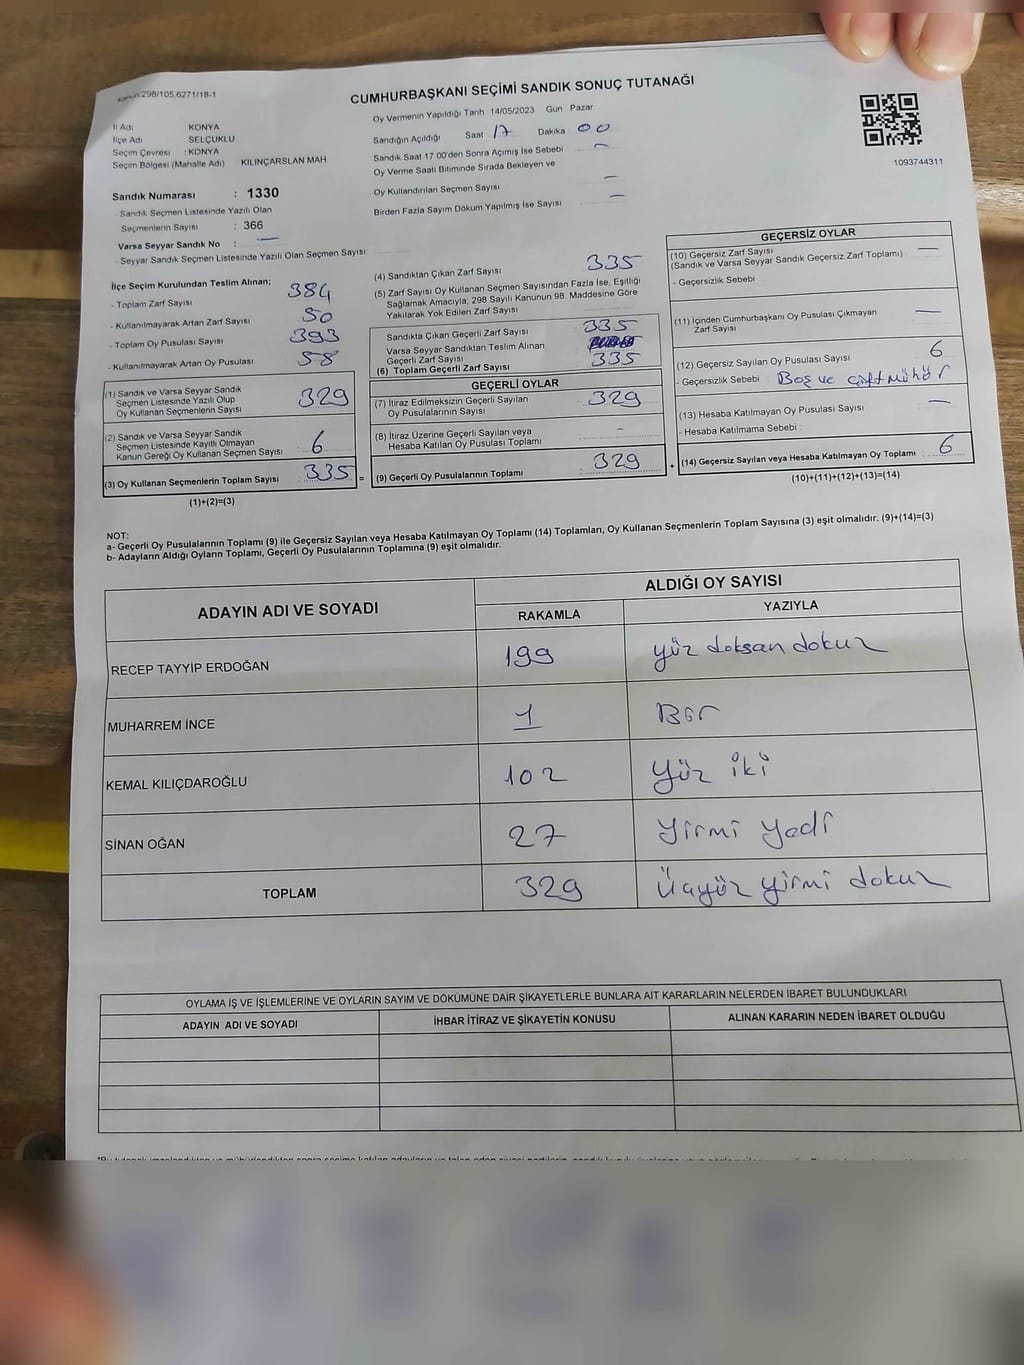 Kanun 298/105,6271/18-1
CUMHURBAŞKANI SEÇİMİ SANDIK SONUÇ TUTANAĞI
İl Adı KONYA
İlçe Adı SELÇUKLU
Seçim Çevresi : KONYA
Seçim Bölgesi (Mahalle Adı) KILINÇARSLAN MAH
Oy Vermenin Yapıldığı Tarih 14/05/2023 Gün Pazar
Sandığın Açıldığı Saat 17 Dakika 00
Sandık Saat 17 00'den Sonra Açımış İse Sebebi —
Oy Verme Saati Bitiminde Sırada Bekleyen ve
Oy Kullandırılan Seçmen Sayısı —
Birden Fazla Sayım Döküm Yapılmış İse Sayısı —
1093744311
Sandık Numarası : 1330
- Sandık Seçmen Listesinde Yazılı Olan
Seçmenlerin Sayısı : 366
Varsa Seyyar Sandık No : —
- Seyyar Sandık Seçmen Listesinde Yazılı Olan Seçmen Sayısı:
İlçe Seçim Kurulundan Teslim Alınan;
- Toplam Zarf Sayısı 384
- Kullanılmayarak Artan Zarf Sayısı 50
- Toplam Oy Pusulası Sayısı 393
- Kullanılmayarak Artan Oy Pusulası 58
(1) Sandık ve Varsa Seyyar Sandık
Seçmen Listesinde Yazılı Olup
Oy Kullanan Seçmenlerin Sayısı 329
(2) Sandık ve Varsa Seyyar Sandık
Seçmen Listesinde Kayıtlı Olmayan
Kanun Gereği Oy Kullanan Seçmen Sayısı : 6
(3) Oy Kullanan Seçmenlerin Toplam Sayısı : 335 =
(1)+(2)=(3)
(4) Sandıktan Çıkan Zarf Sayısı 335
(5) Zarf Sayısı Oy Kullanan Seçmen Sayısından Fazla İse, Eşitliği
Sağlamak Amacıyla, 298 Sayılı Kanunun 98. Maddesine Göre
Yakılarak Yok Edilen Zarf Sayısı
Sandıkta Çıkan Geçerli Zarf Sayısı 335
Varsa Seyyar Sandıktan Teslim Alınan
Geçerli Zarf Sayısı
(6) Toplam Geçerli Zarf Sayısı 335
GEÇERLİ OYLAR
(7) İtiraz Edilmeksizin Geçerli Sayılan
Oy Pusulalarının Sayısı : 329
(8) İtiraz Üzerine Geçerli Sayılan veya
Hesaba Katılan Oy Pusulası Toplamı : -
(9) Geçerli Oy Pusulalarının Toplamı : 329 +
GEÇERSİZ OYLAR
(10) Geçersiz Zarf Sayısı —
(Sandık ve Varsa Seyyar Sandık Geçersiz Zarf Toplamı)
- Geçersizlik Sebebi
(11) İçinden Cumhurbaşkanı Oy Pusulası Çıkmayan
Zarf Sayısı —
(12) Geçersiz Sayılan Oy Pusulası Sayısı 6
- Geçersizlik Sebebi : Boş ve çift mühür
(13) Hesaba Katılmayan Oy Pusulası Sayısı —
- Hesaba Katılmama Sebebi :
(14) Geçersiz Sayılan veya Hesaba Katılmayan Oy Toplamı : 6
(10)+(11)+(12)+(13)=(14)
NOT:
a- Geçerli Oy Pusulalarının Toplamı (9) ile Geçersiz Sayılan veya Hesaba Katılmayan Oy Toplamı (14) Toplamları, Oy Kullanan Seçmenlerin Toplam Sayısına (3) eşit olmalıdır. (9)+(14)=(3)
b- Adayların Aldığı Oyların Toplamı, Geçerli Oy Pusulalarının Toplamına (9) eşit olmalıdır.
ADAYIN ADI VE SOYADI ALDIĞI OY SAYISI
RAKAMLA YAZIYLA
RECEP TAYYİP ERDOĞAN 199 yüz doksan dokuz
MUHARREM İNCE 1 Bir
KEMAL KILIÇDAROĞLU 102 Yüz iki
SİNAN OĞAN 27 Yirmi Yedi
TOPLAM 329 Üçyüz yirmi dokuz
OYLAMA İŞ VE İŞLEMLERİNE VE OYLARIN SAYIM VE DÖKÜMÜNE DAİR ŞİKAYETLERLE BUNLARA AİT KARARLARIN NELERDEN İBARET BULUNDUKLARI
ADAYIN ADI VE SOYADI İHBAR İTİRAZ VE ŞİKAYETİN KONUSU ALINAN KARARIN NEDEN İBARET OLDUĞU